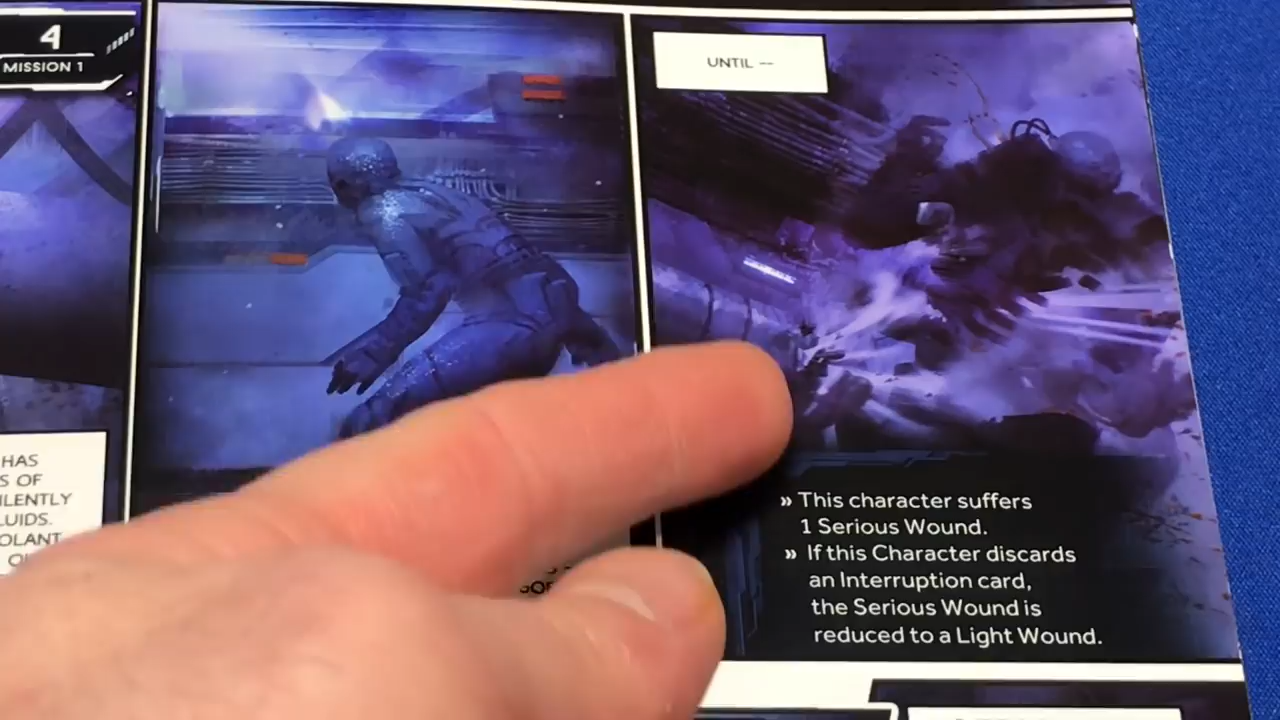 4
MISSION 1
UNTIL --
HAS
S OF
ILENTLY
LUIDS.
OLANT
» This character suffers
1 Serious Wound.
» If this Character discards
an Interruption card,
the Serious Wound is
reduced to a Light Wound.